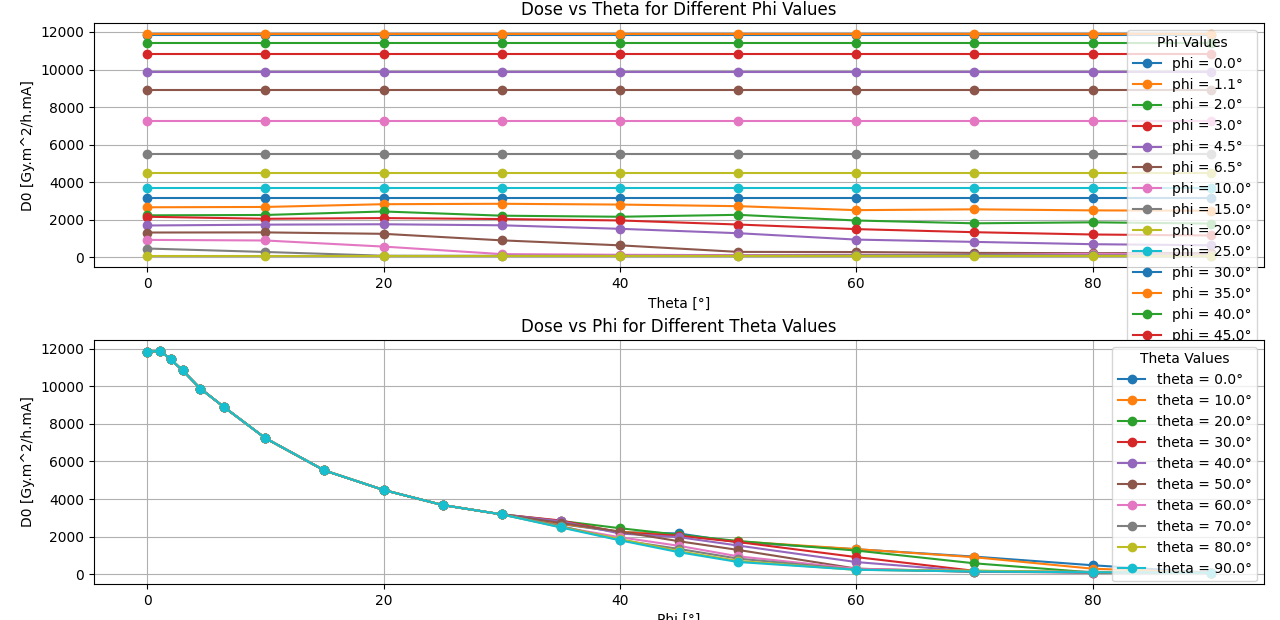 Dose vs Theta for Different Phi Values
12000
10000
8000
6000
4000
2000
0
D0 [Gy.m^2/h.mA]
0
20
40
60
80
Theta [°]
Phi Values
phi = 0.0°
phi = 1.1°
phi = 2.0°
phi = 3.0°
phi = 4.5°
phi = 6.5°
phi = 10.0°
phi = 15.0°
phi = 20.0°
phi = 25.0°
phi = 30.0°
phi = 35.0°
phi = 40.0°
phi = 45.0°
Dose vs Phi for Different Theta Values
12000
10000
8000
6000
4000
2000
0
D0 [Gy.m^2/h.mA]
0
20
40
60
80
Phi [°]
Theta Values
theta = 0.0°
theta = 10.0°
theta = 20.0°
theta = 30.0°
theta = 40.0°
theta = 50.0°
theta = 60.0°
theta = 70.0°
theta = 80.0°
theta = 90.0°